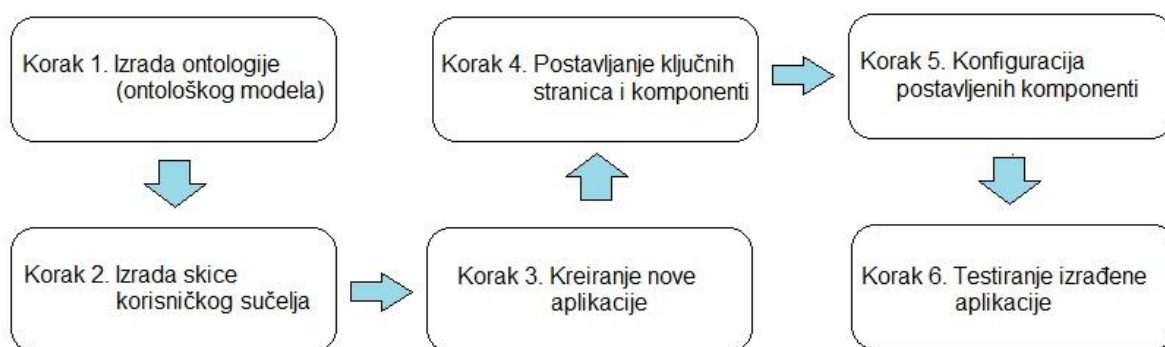 Korak 1. Izrada ontologije
(ontološkog modela)
Korak 2. Izrada skice
korisničkog sučelja
Korak 3. Kreiranje nove
aplikacije
Korak 4. Postavljanje ključnih
stranica i komponenti
Korak 5. Konfiguracija
postavljenih komponenti
Korak 6. Testiranje izrađene
aplikacije